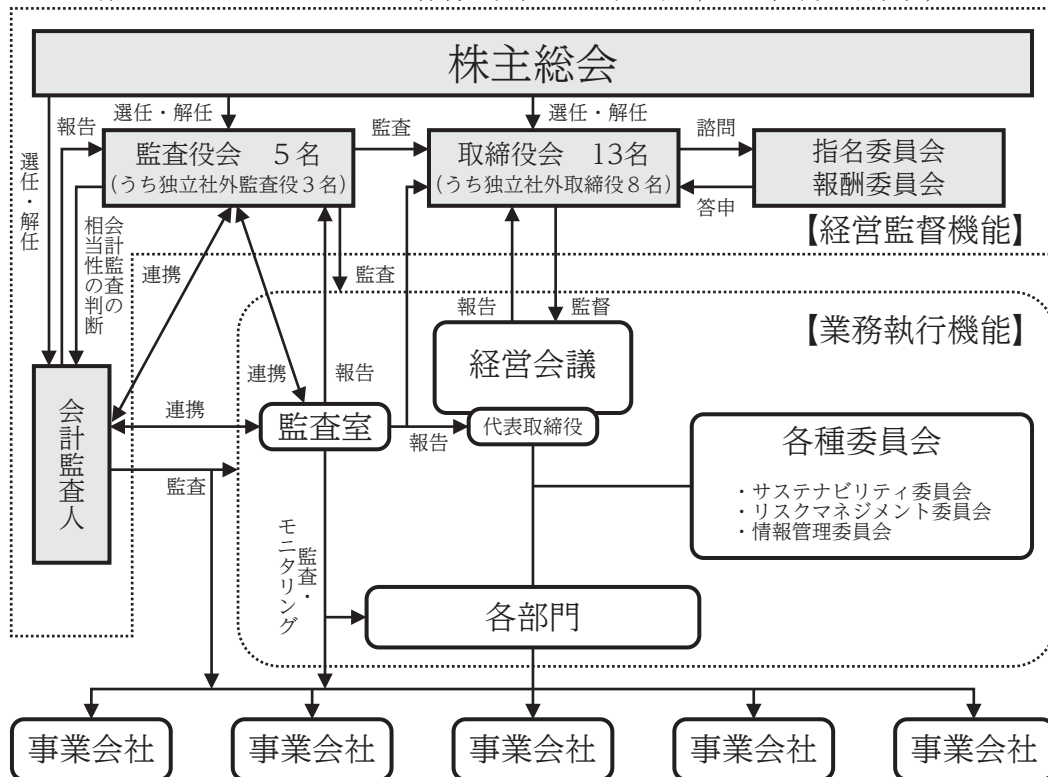 株主総会
選任・解任
選任・解任
選任・解任
報告
監査役会　5名
(うち独立社外監査役3名)
監査
取締役会　13名
(うち独立社外取締役8名)
諮問
答申
指名委員会
報酬委員会
【経営監督機能】
会計監査の
相当性の判断
連携
監査
報告
監督
【業務執行機能】
経営会議
代表取締役
連携
報告
連携
監査室
報告
会計監査人
監査
各種委員会
・サステナビリティ委員会
・リスクマネジメント委員会
・情報管理委員会
監査・
モニタリング
各部門
事業会社
事業会社
事業会社
事業会社
事業会社